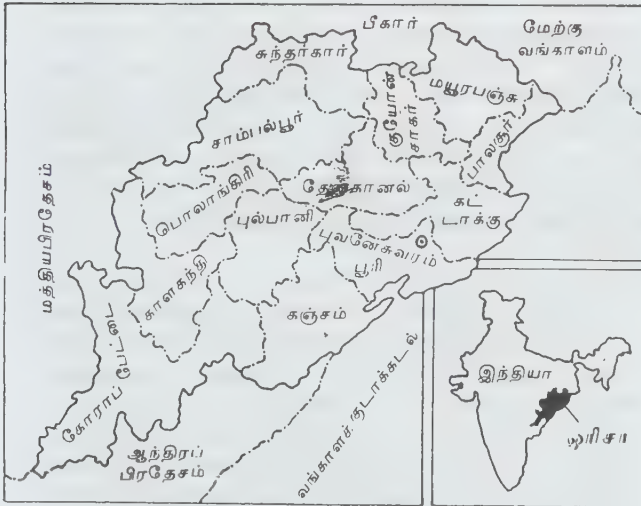 பீகார்
மேற்கு
வங்காளம்
சுந்தர்கார்
குயோன்
சாகர்
மயூரபஞ்சு
பாலசூர்
சாம்பல்பூர்
மத்தியபிரதேசம்
பொலாங்கிரி
தேன்கானல்
கட்
டாக்கு
புல்பானி
புவனேசுவரம்
பூரி
காளகந்தி
கஞ்சம்
கோராப்பேட்டை
ஆந்திரப்
பிரதேசம்
வங்காளக்குடாக்கடல்
இந்தியா
ஒரிசா